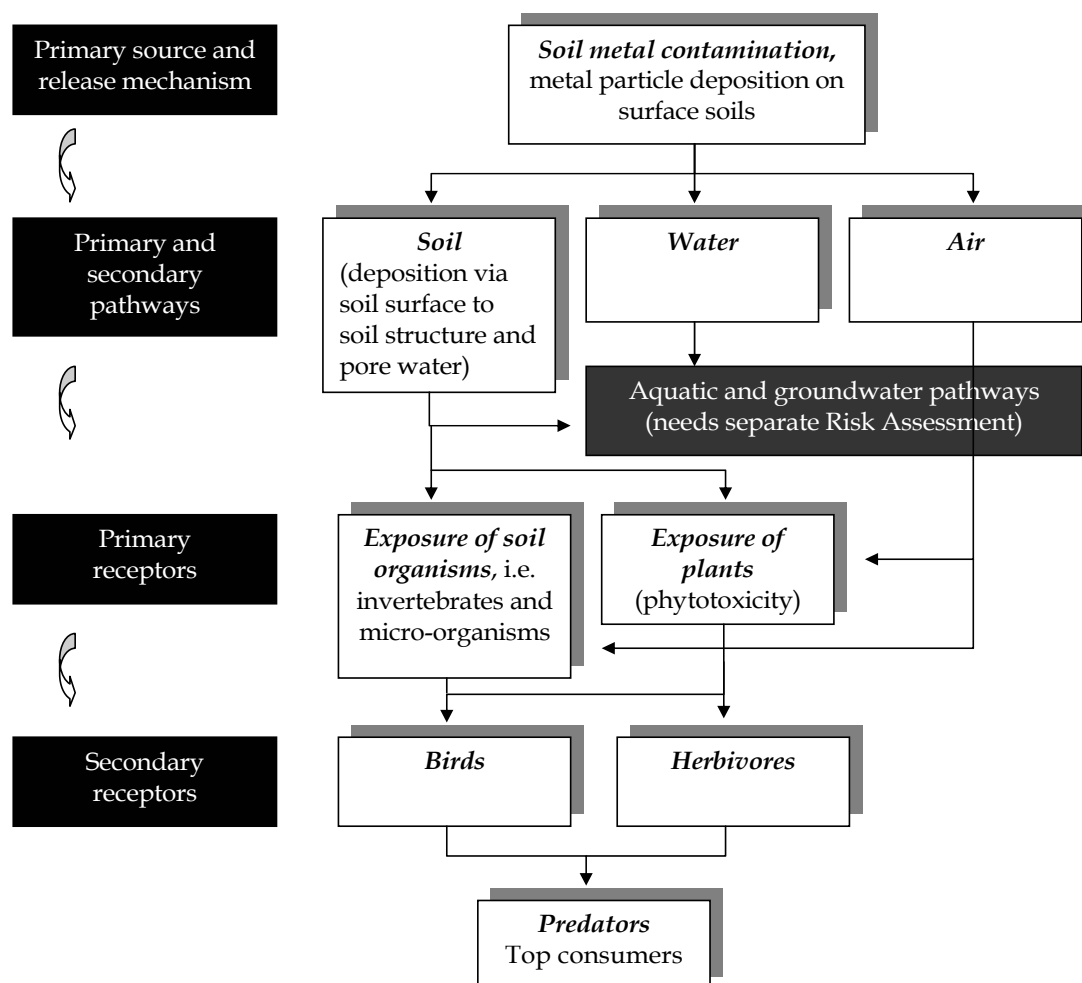 Primary source and
release mechanism
Soil metal contamination,
metal particle deposition on
surface soils
Primary and
secondary
pathways
Soil
(deposition via
soil surface to
soil structure and
pore water)
Water
Air
Aquatic and groundwater pathways
(needs separate Risk Assessment)
Primary
receptors
Exposure of soil
organisms, i.e.
invertebrates and
micro-organisms
Exposure of
plants
(phytotoxicity)
Secondary
receptors
Birds
Herbivores
Predators
Top consumers